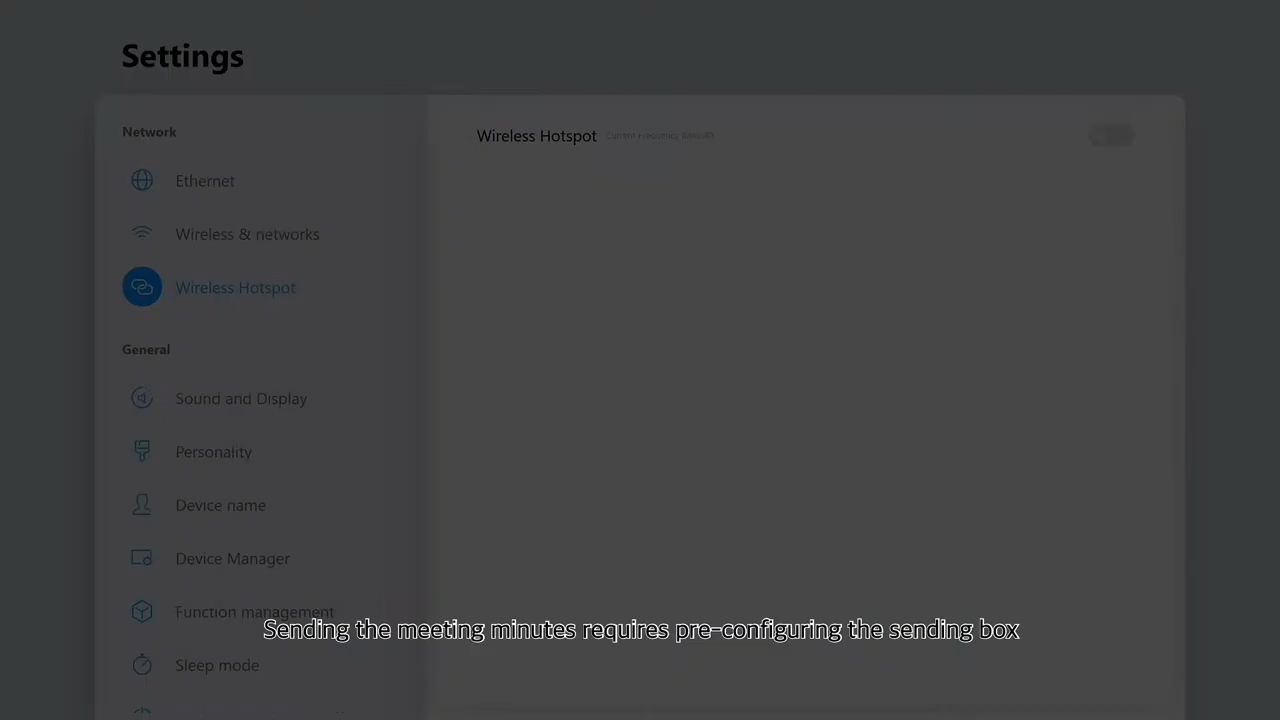 Settings
Network
Ethernet
Wireless & networks
Wireless Hotspot
General
Sound and Display
Personality
Device name
Device Manager
Function management
Sleep mode
Wireless Hotspot
Sending the meeting minutes requires pre-configuring the sending box